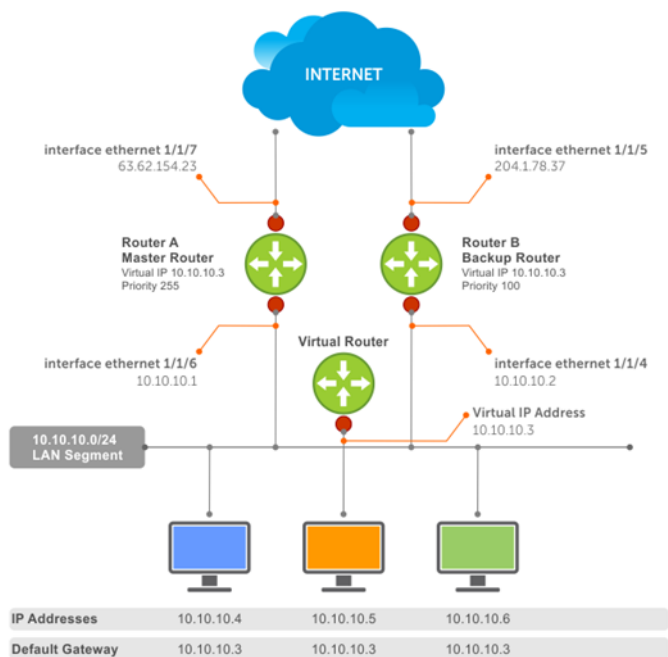 INTERNET
interface ethernet 1/1/7
63.62.154.23
interface ethernet 1/1/5
204.1.78.37
Router A
Master Router
Virtual IP 10.10.10.3
Priority 255
Router B
Backup Router
Virtual IP 10.10.10.3
Priority 100
Virtual Router
interface ethernet 1/1/6
10.10.10.1
interface ethernet 1/1/4
10.10.10.2
Virtual IP Address
10.10.10.3
10.10.10.0/24
LAN Segment
IP Addresses 10.10.10.4 10.10.10.5 10.10.10.6
Default Gateway 10.10.10.3 10.10.10.3 10.10.10.3